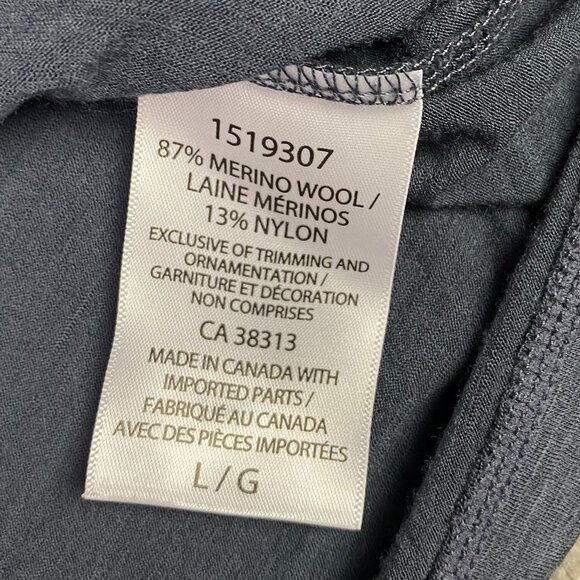 1519307
87% MERINO WOOL /
LAINE MÉRINOS
13% NYLON
EXCLUSIVE OF TRIMMING AND
ORNAMENTATION /
GARNITURE ET DÉCORATION
NON COMPRISES
CA 38313
MADE IN CANADA WITH
IMPORTED PARTS /
FABRIQUÉ AU CANADA
AVEC DES PIÈCES IMPORTÉES
L / G